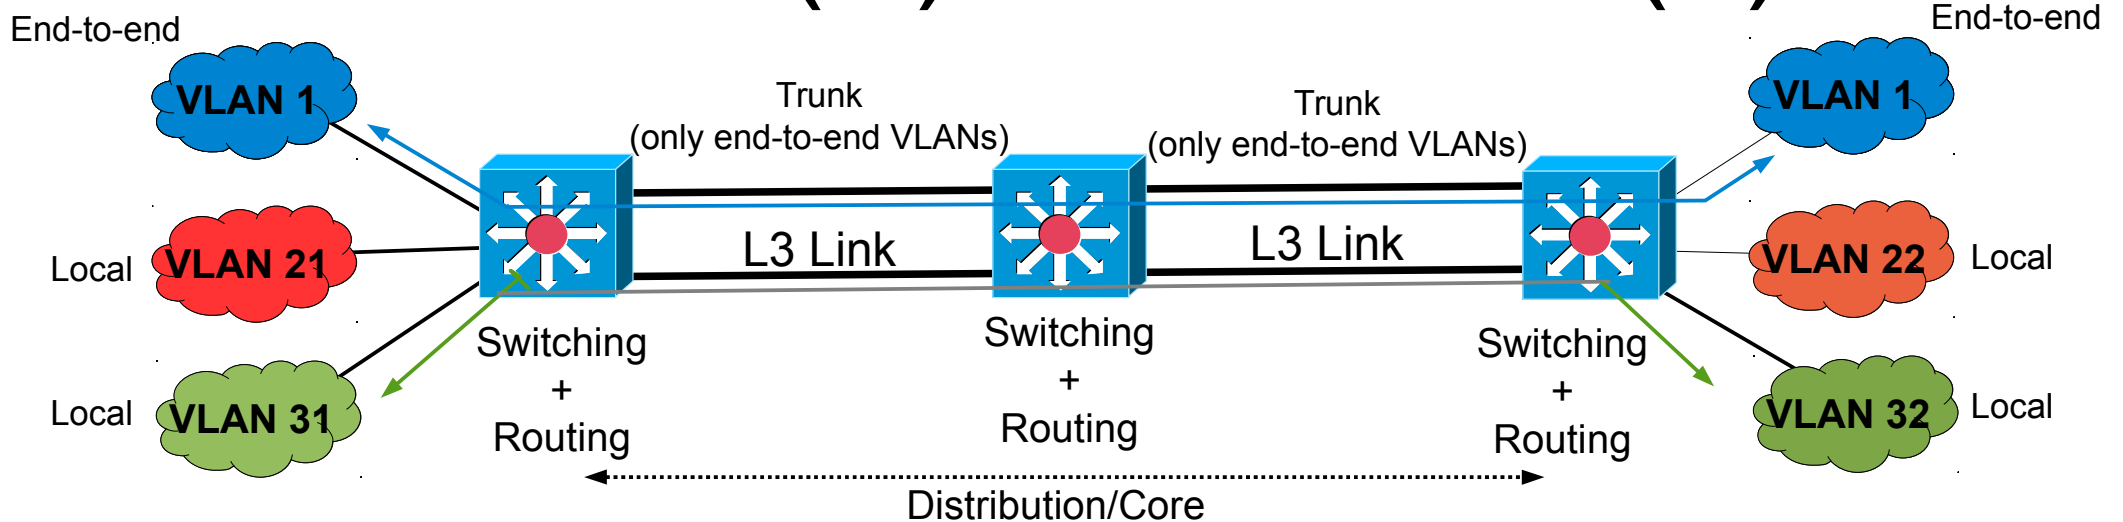 End-to-end
End-to-end
VLAN 1
VLAN 1
Trunk
(only end-to-end VLANs)
Trunk
(only end-to-end VLANs)
Local
VLAN 21
L3 Link
L3 Link
VLAN 22
Local
Switching
+
Routing
Switching
+
Routing
Switching
+
Routing
Local
VLAN 31
VLAN 32
Local
Distribution/Core